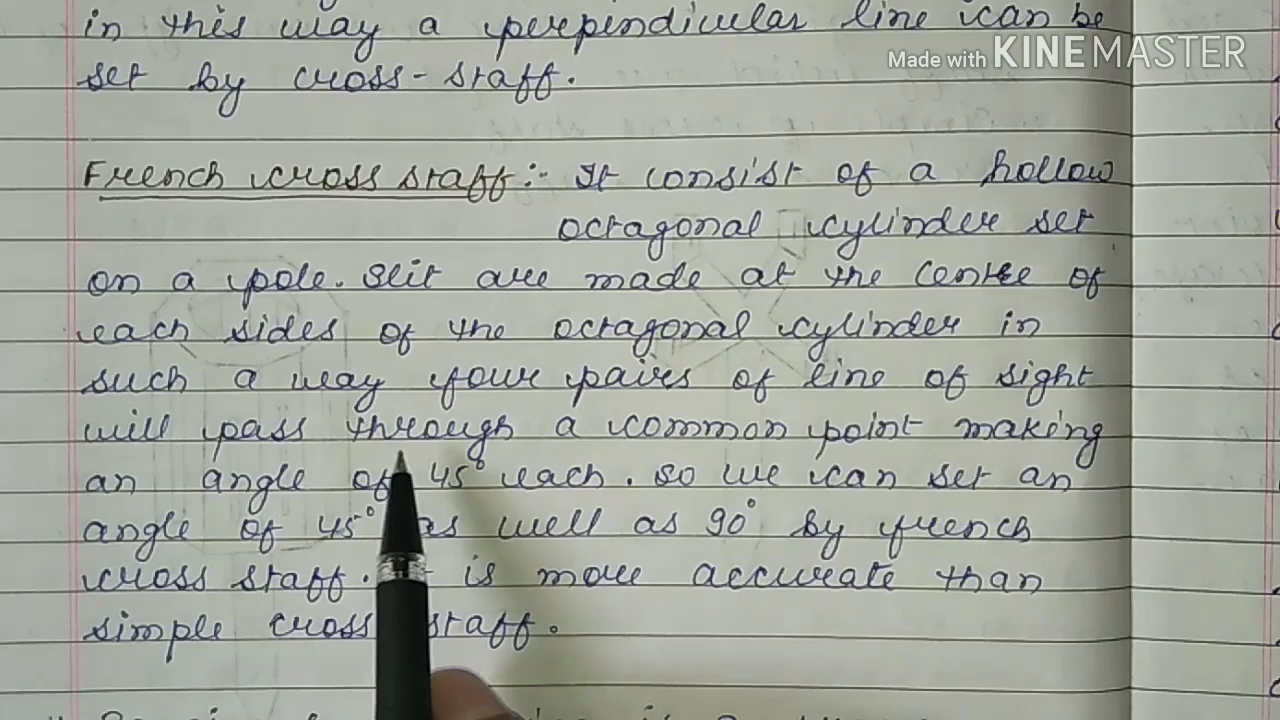 in this way a perpendicular line can be
set by cross-staff.
Made with KINEMASTER
French cross staff:- It consist of a hollow
octagonal cylinder set
on a pole. Slit are made at the centre of
each sides of the octagonal cylinder in
such a way four pairs of line of sight
will pass through a common point making
an angle of 45° each. so we can set an
angle of 45° as well as 90° by french
cross staff. is more accurate than
simple cross staff.